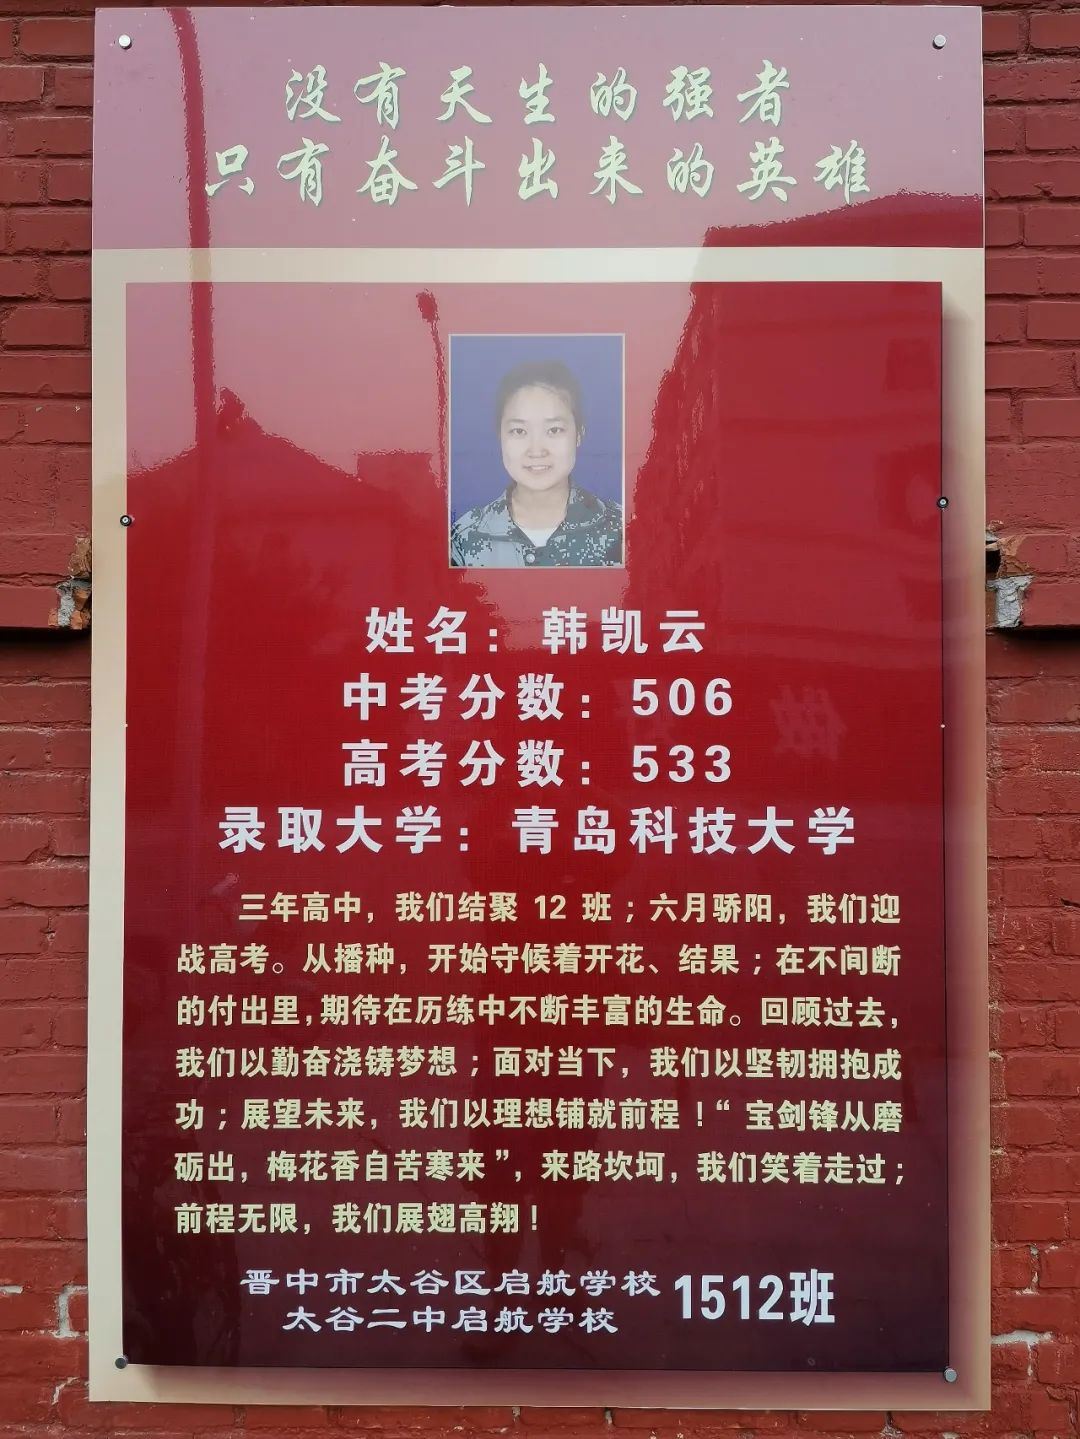 没有天生的强者
只有奋斗出来的英雄
姓名：韩凯云
中考分数：506
高考分数：533
录取大学：青岛科技大学
三年高中，我们结聚 12 班；六月骄阳，我们迎
战高考。从播种，开始守候着开花、结果；在不间断
的付出里，期待在历练中不断丰富的生命。回顾过去，
我们以勤奋浇铸梦想；面对当下，我们以坚韧拥抱成
功；展望未来，我们以理想铺就前程！“宝剑锋从磨
砺出，梅花香自苦寒来”，来路坎坷，我们笑着走过；
前程无限，我们展翅高翔！
晋中市太谷区启航学校
太谷二中启航学校
1512班